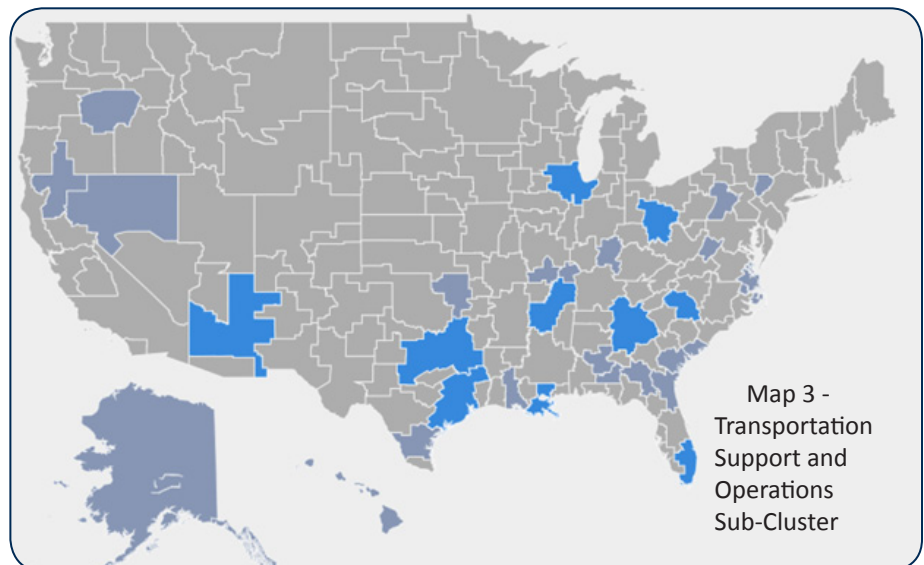 Map 3 -
Transportation
Support and
Operations
Sub-Cluster